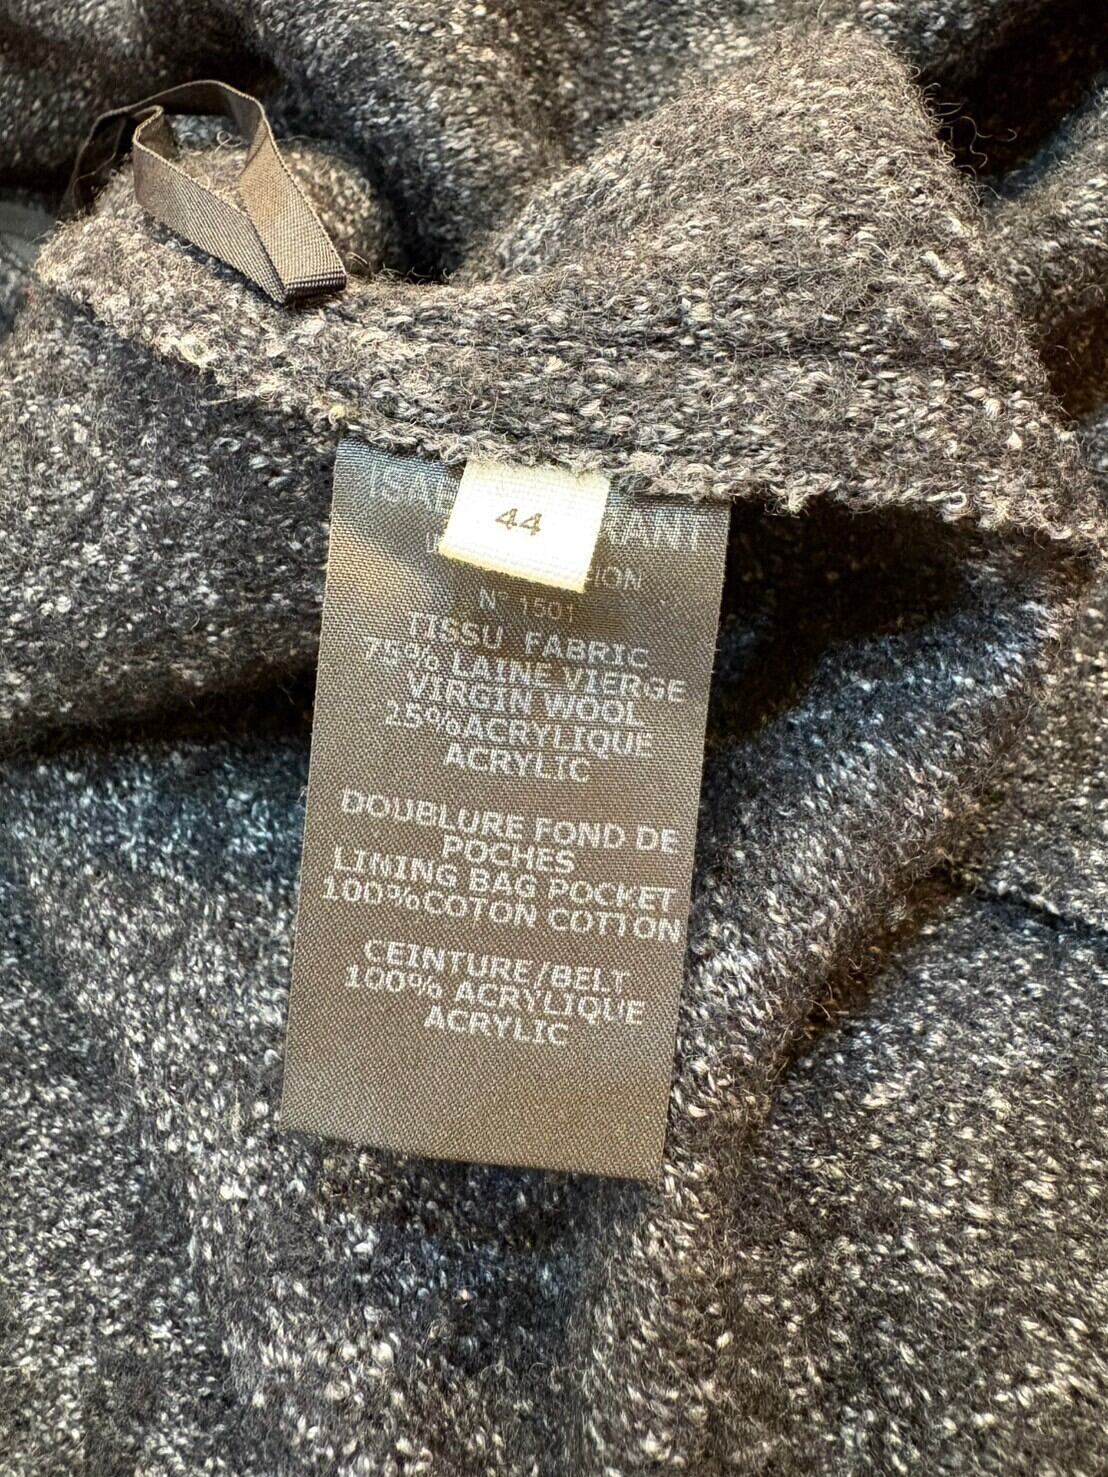 44
N° 1501
TISSU FABRIC
75% LAINE VIERGE
VIRGIN WOOL
25%ACRYLIQUE
ACRYLIC
DOUBLURE FOND DE
POCHES
LINING BAG POCKET
100%COTON COTTON
CEINTURE/BELT
100% ACRYLIQUE
ACRYLIC